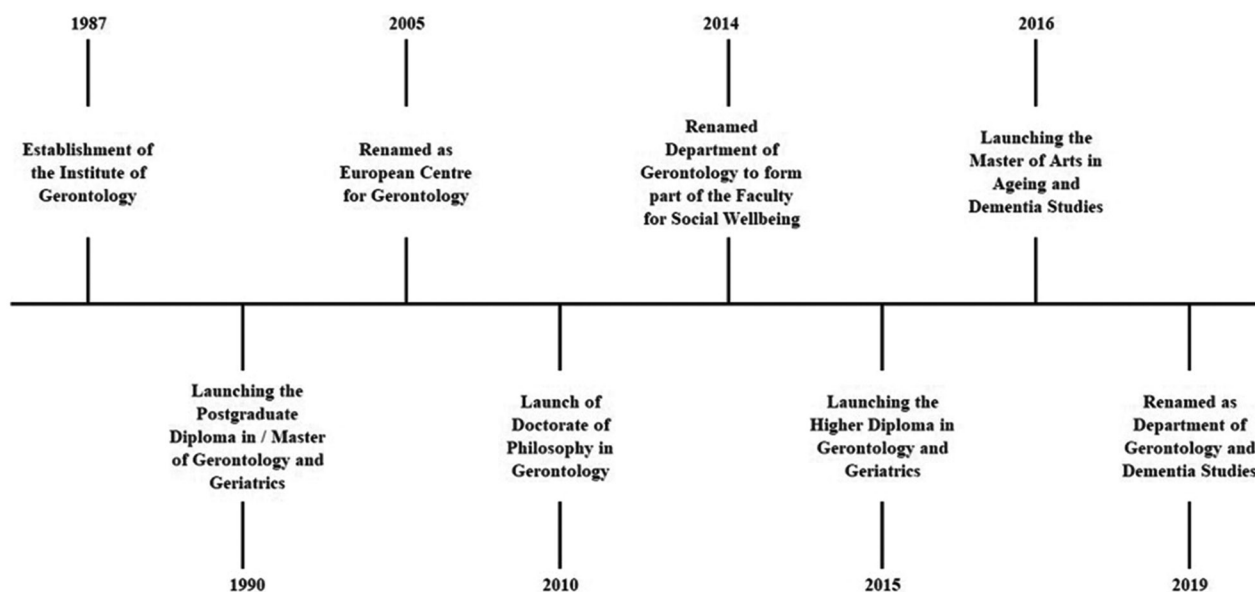 1987
Establishment of
the Institute of
Gerontology
Launching the
Postgraduate
Diploma in / Master
of Gerontology and
Geriatrics
1990
2005
Renamed as
European Centre
for Gerontology
Launch of
Doctorate of
Philosophy in
Gerontology
2010
2014
Renamed
Department of
Gerontology to form
part of the Faculty
for Social Wellbeing
Launching the
Higher Diploma in
Gerontology and
Geriatrics
2015
2016
Launching the
Master of Arts in
Ageing and
Dementia Studies
Renamed as
Department of
Gerontology and
Dementia Studies
2019